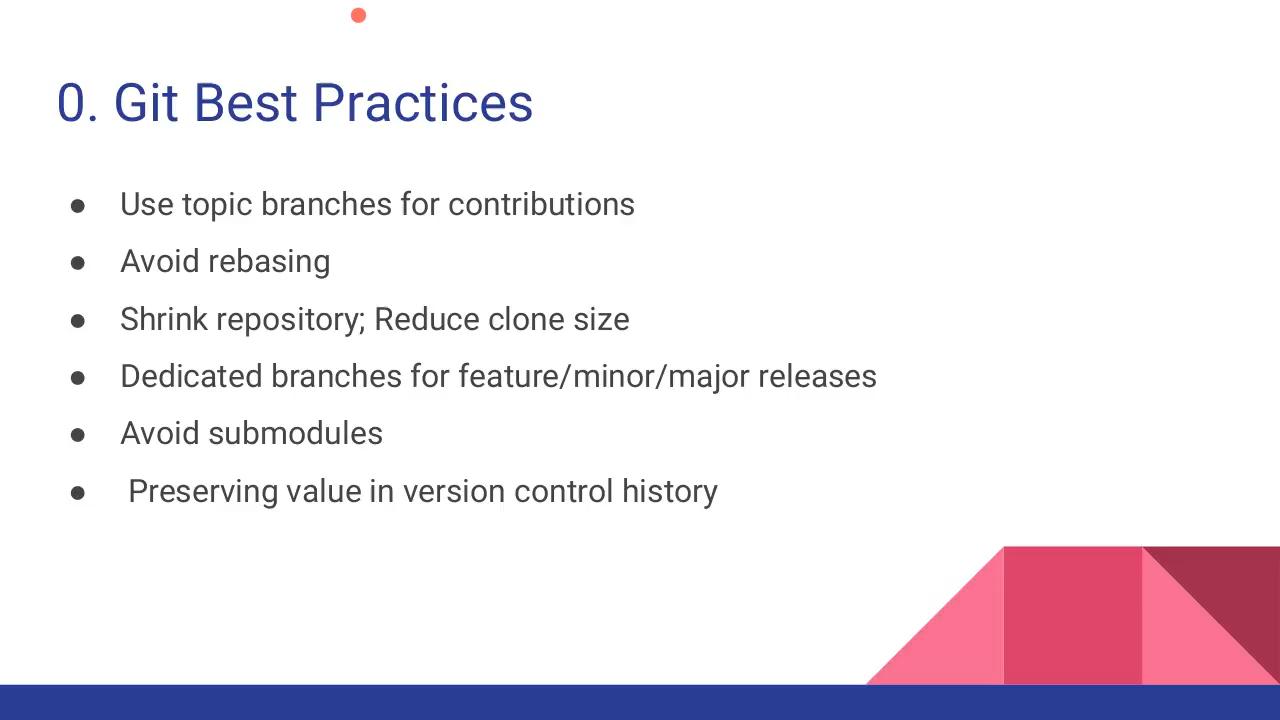 0. Git Best Practices
● Use topic branches for contributions
● Avoid rebasing
● Shrink repository; Reduce clone size
● Dedicated branches for feature/minor/major releases
● Avoid submodules
● Preserving value in version control history